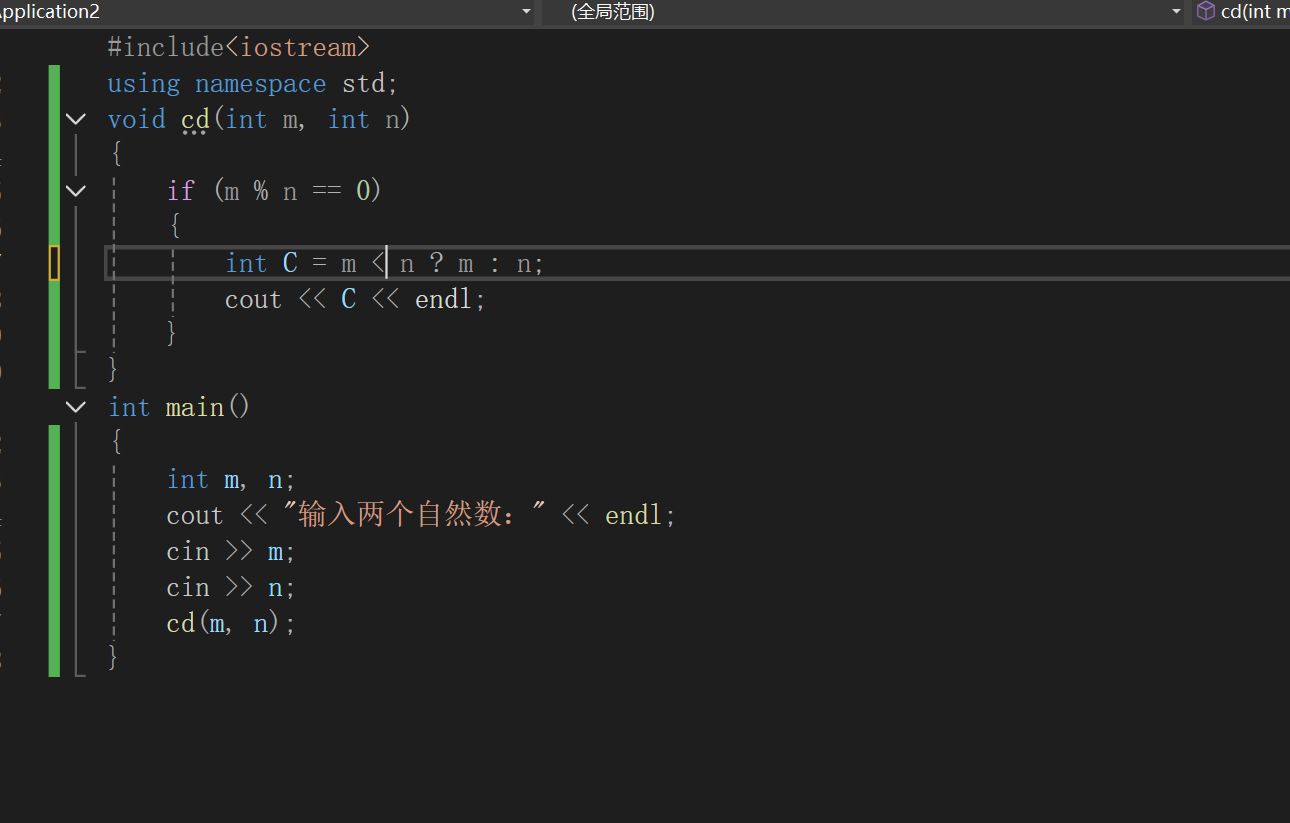 pplication2 (全局范围) cd(int m
#include<iostream>
using namespace std;
void cd(int m, int n)
{
if (m % n == 0)
{
int C = m < n ? m : n;
cout << C << endl;
}
}
int main()
{
int m, n;
cout << "输入两个自然数：" << endl;
cin >> m;
cin >> n;
cd(m, n);
}